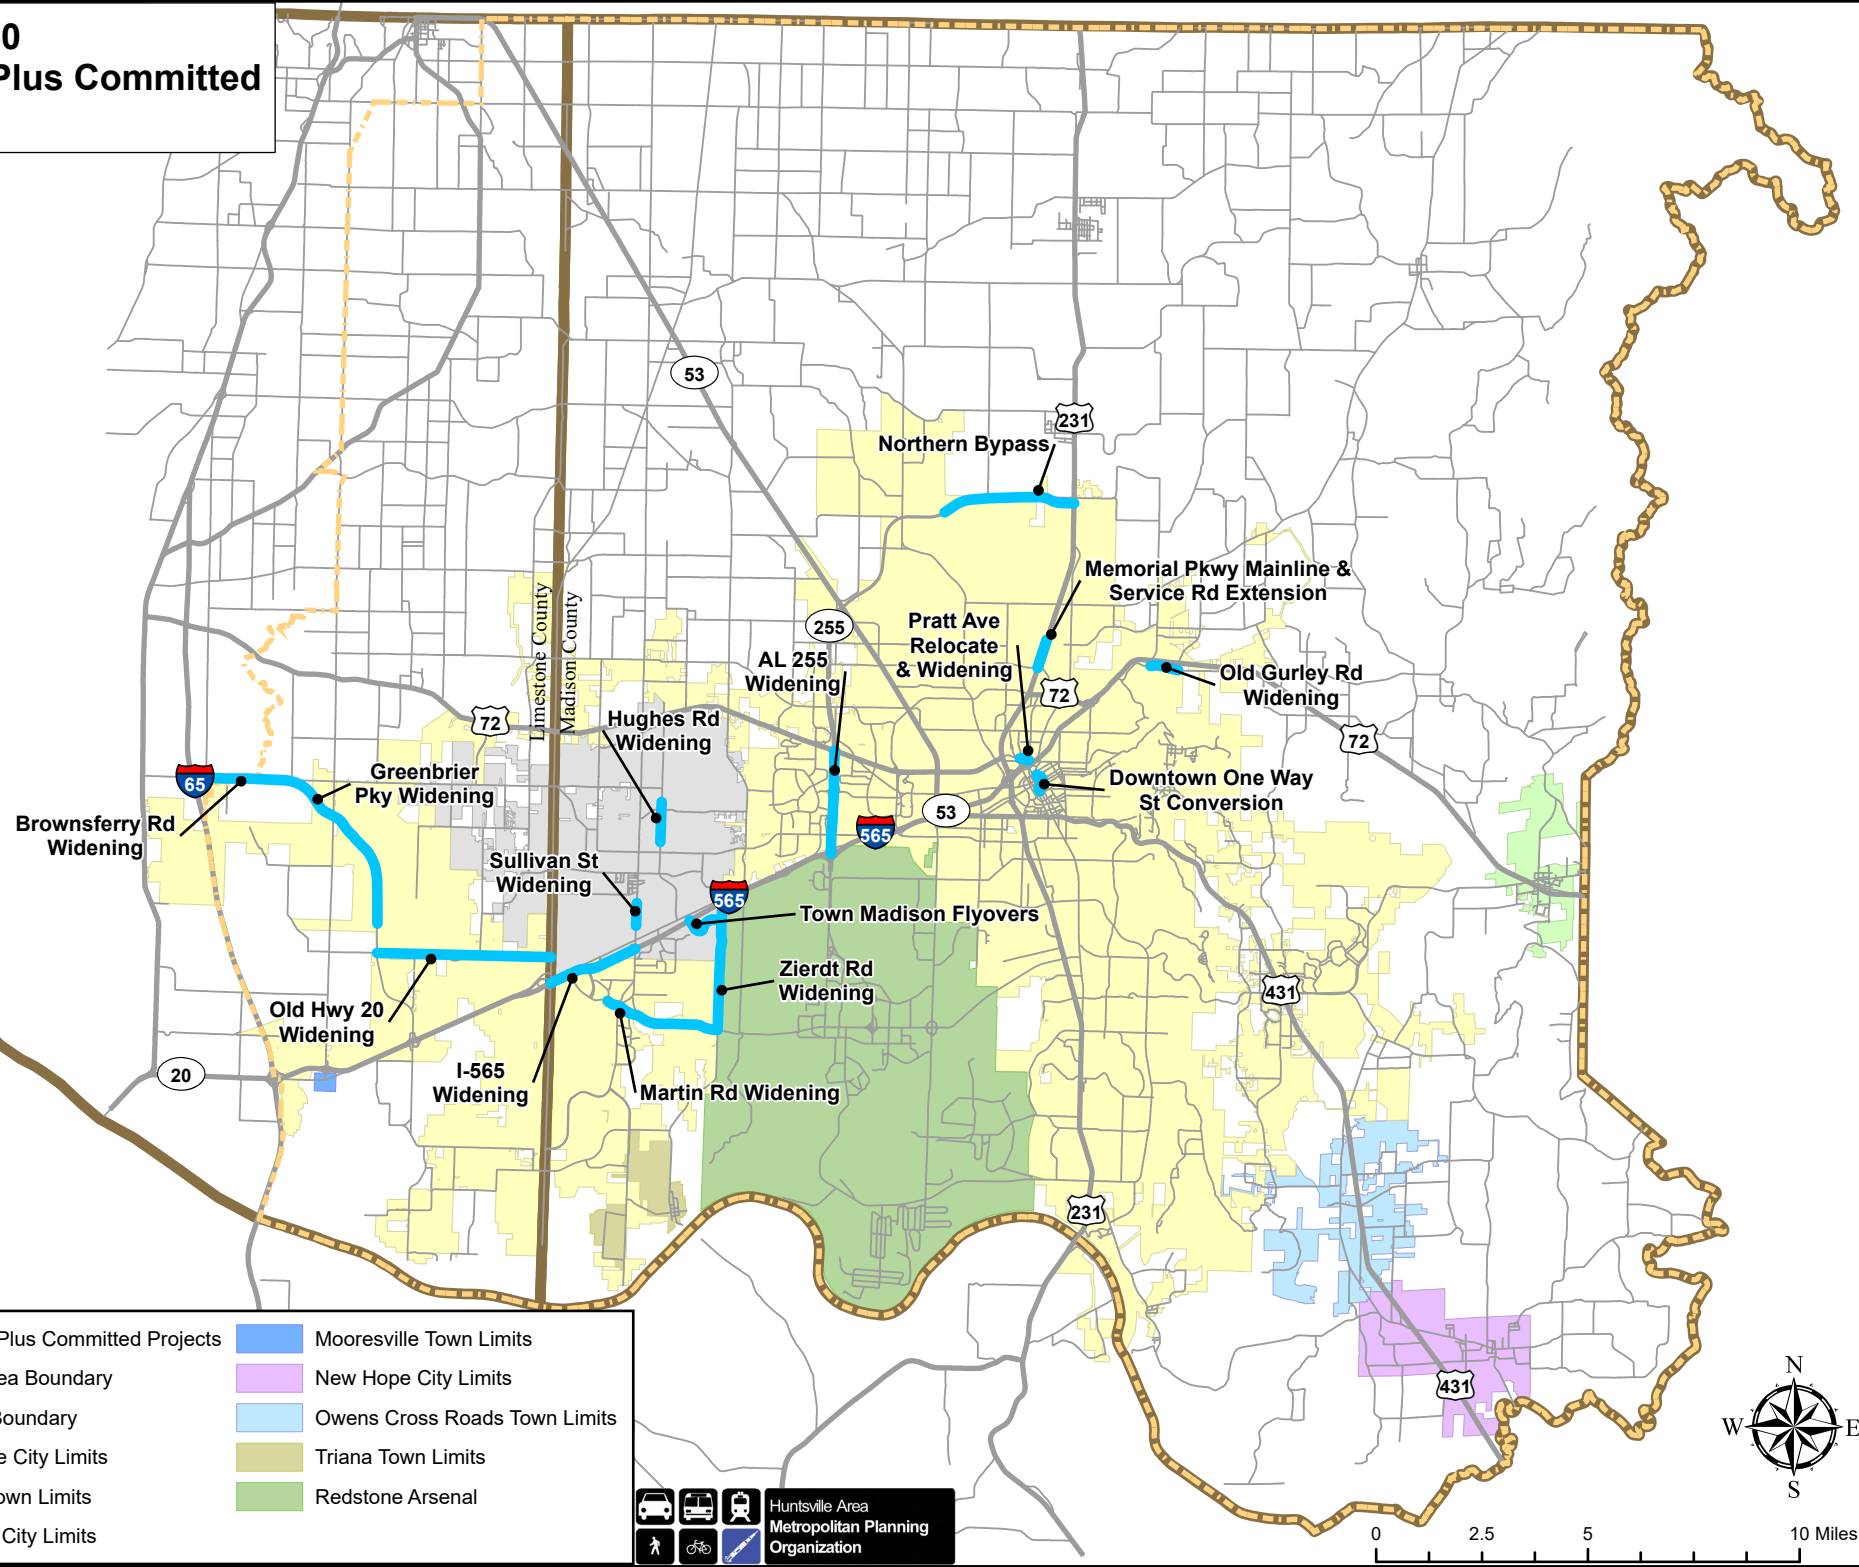 0
Plus Committed
53
231
Northern Bypass
Memorial Pkwy Mainline &
Service Rd Extension
255
Pratt Ave
Relocate
& Widening
AL 255
Widening
Limestone County
Madison County
72
Old Gurley Rd
Widening
72
Hughes Rd
Widening
72
65
Greenbrier
Pky Widening
Downtown One Way
St Conversion
Brownsferry Rd
Widening
53
565
Sullivan St
Widening
565
Town Madison Flyovers
Zierdt Rd
Widening
431
Old Hwy 20
Widening
I-565
Widening
20
Martin Rd Widening
231
431
Plus Committed Projects
ea Boundary
Boundary
e City Limits
own Limits
City Limits
Mooresville Town Limits
New Hope City Limits
Owens Cross Roads Town Limits
Triana Town Limits
Redstone Arsenal
Huntsville Area
Metropolitan Planning
Organization
N
W
E
S
0
2.5
5
10 Miles